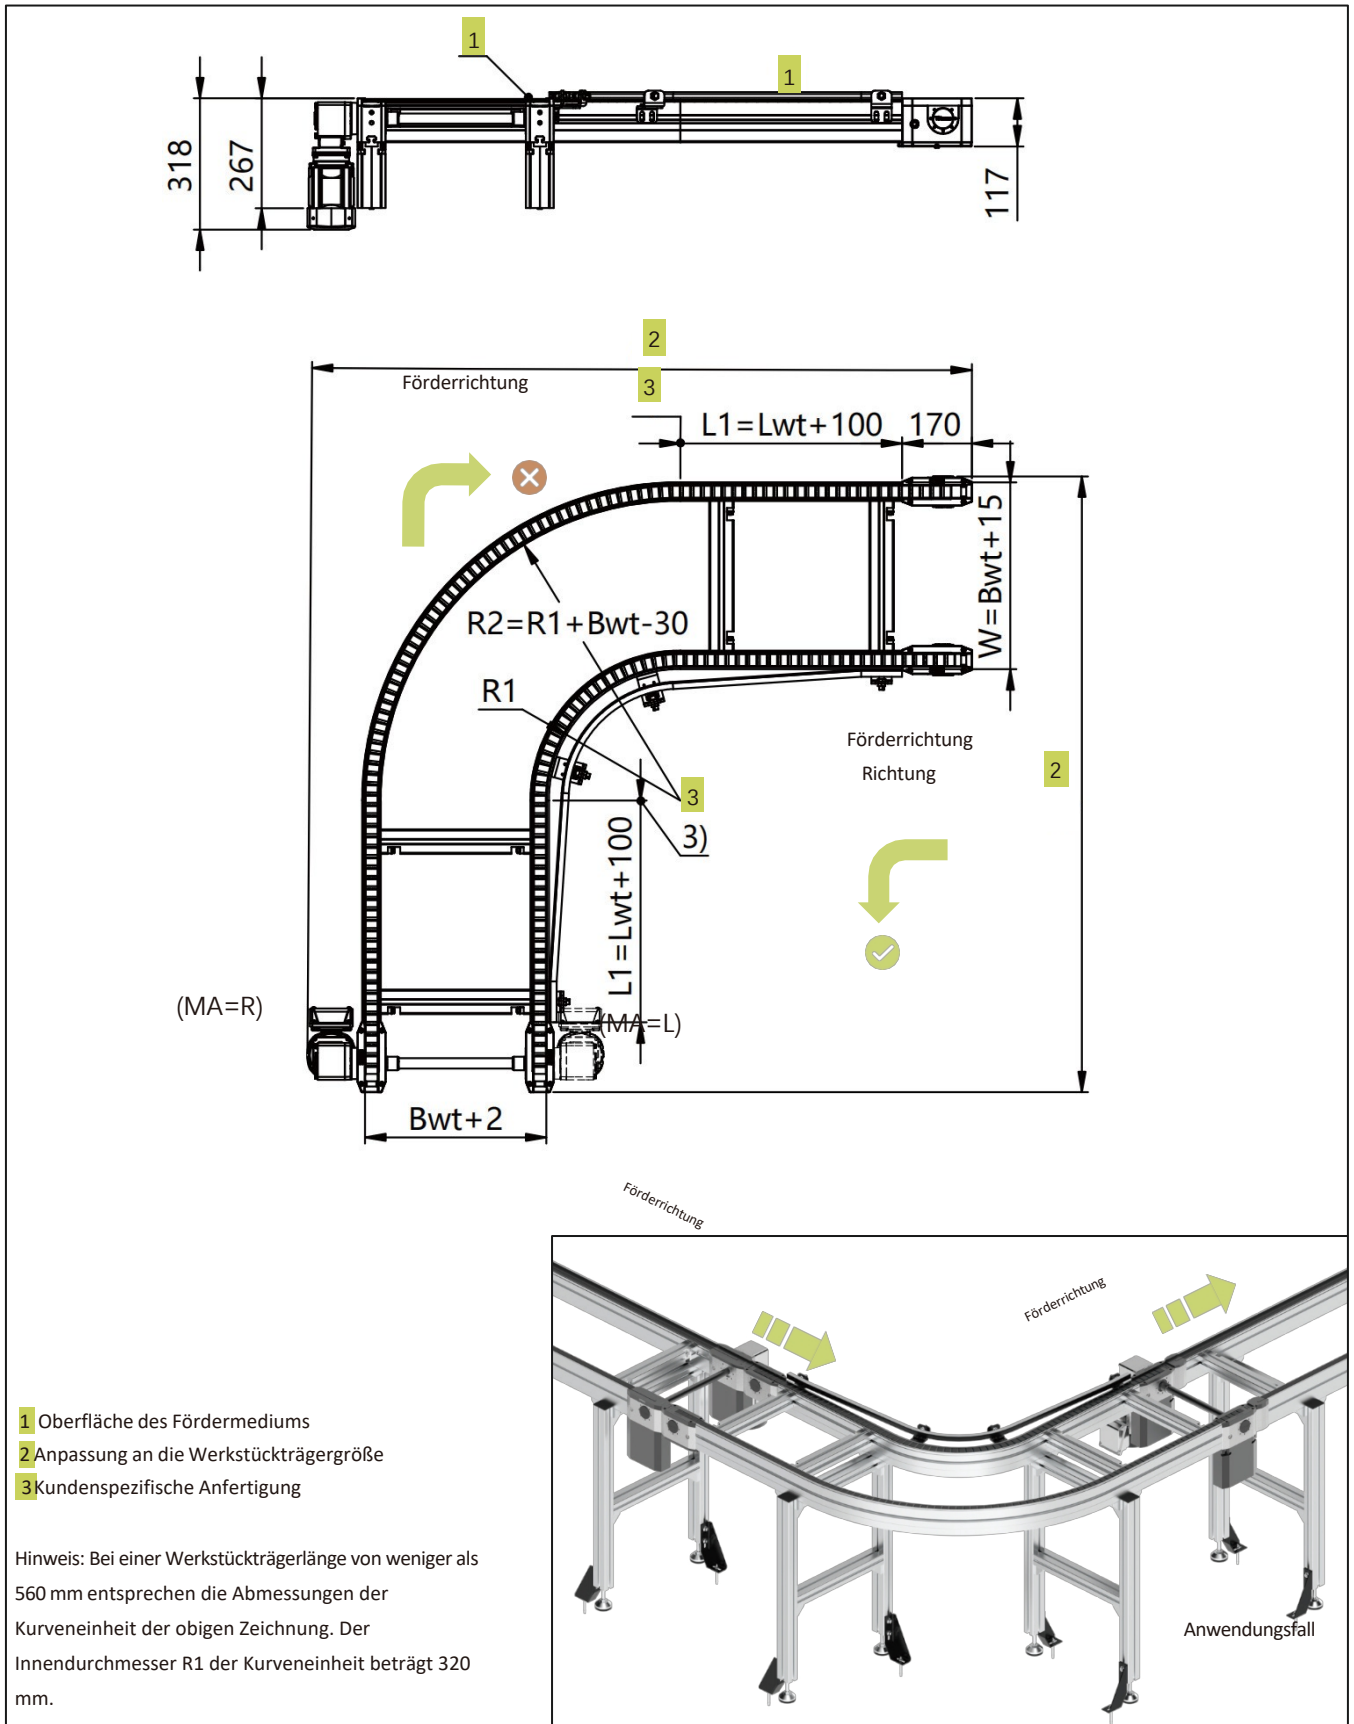 1
1
318
267
117
2
Förderrichtung
3
L1=Lwt+100
170
W=Bwt+15
R2=R1+Bwt-30
R1
Förderrichtung
Richtung
2
3
3)
L1=Lwt+100
(MA=R)
(MA=L)
Bwt+2
Förderrichtung
Förderrichtung
1 Oberfläche des Fördermediums
2 Anpassung an die Werkstückträgergröße
3 Kundenspezifische Anfertigung
Hinweis: Bei einer Werkstückträgerlänge von weniger als
560 mm entsprechen die Abmessungen der
Kurveneinheit der obigen Zeichnung. Der
Innendurchmesser R1 der Kurveneinheit beträgt 320
mm.
Anwendungsfall